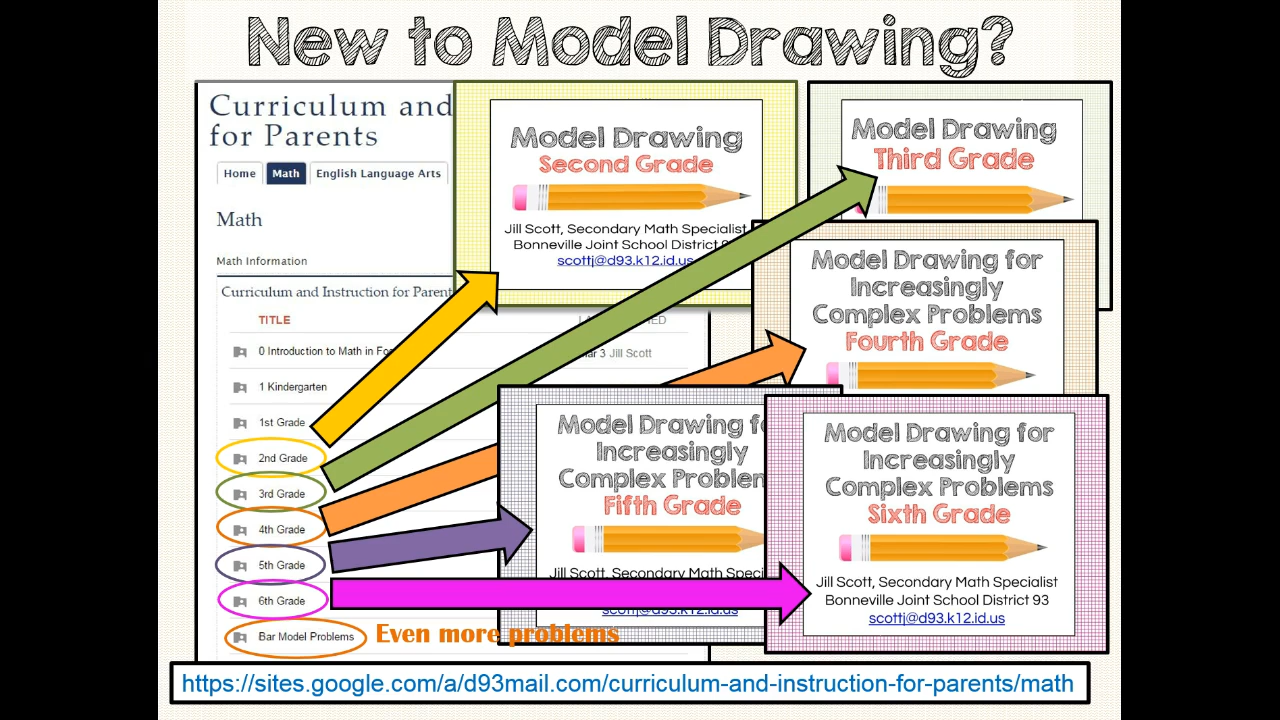 New to Model Drawing?
Curriculum and
for Parents
Home
Math
English Language Arts
Math
Math Information
Curriculum and Instruction for Parent
TITLE
0 Introduction to Math in
Mar 3 Jill Scott
1 Kindergarten
1st Grade
2nd Grade
3rd Grade
4th Grade
5th Grade
6th Grade
Bar Model Problems
Even more problems
Model Drawing
Second Grade
Jill Scott, Secondary Math Specialist
Bonneville Joint School District
scottj@d93.k12.id.us
Model Drawing
Third Grade
Model Drawing for
Increasingly
Complex Problems
Fourth Grade
Model Drawing
Increasingly
Complex Problem
Fifth Grade
Jill Scott, Secondary Math
scottj@d93.k12.id.us
Model Drawing for
Increasingly
Complex Problems
Sixth Grade
Jill Scott, Secondary Math Specialist
Bonneville Joint School District 93
scottj@d93.k12.id.us
https://sites.google.com/a/d93mail.com/curriculum-and-instruction-for-parents/math